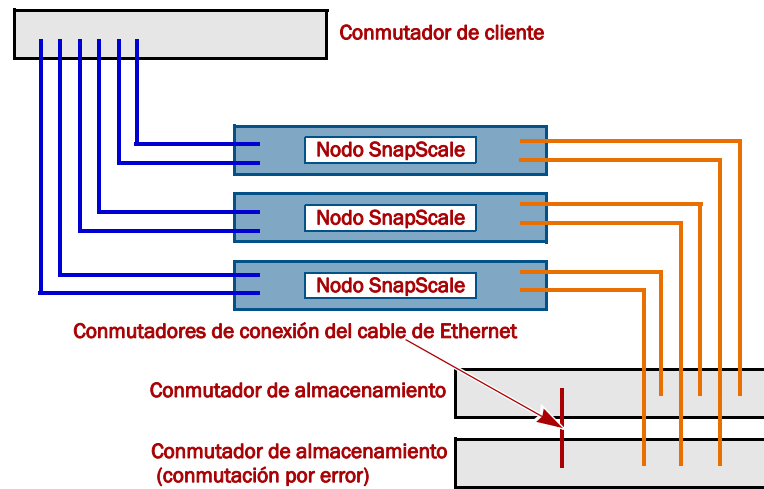 Conmutador de cliente
Nodo SnapScale
Nodo SnapScale
Nodo SnapScale
Conmutadores de conexión del cable de Ethernet
Conmutador de almacenamiento
Conmutador de almacenamiento
(conmutación por error)